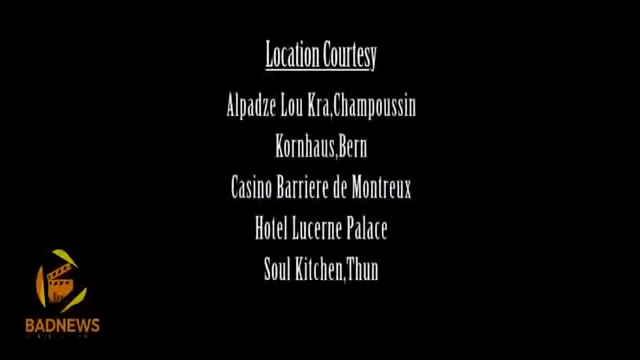 Location Courtesy
Alpadze Lou Kra,Champoussin
Kornhaus,Bern
Casino Barriere de Montreux
Hotel Lucerne Palace
Soul Kitchen,Thun
BADNEWS